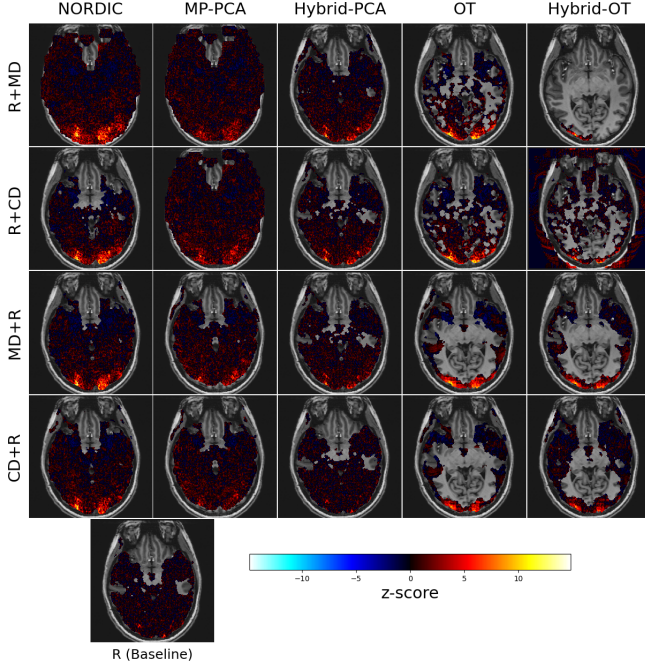 NORDIC MP-PCA Hybrid-PCA OT Hybrid-OT
R+MD
R+CD
MD+R
CD+R
−10 −5 0 5 10
z-score
R (Baseline)